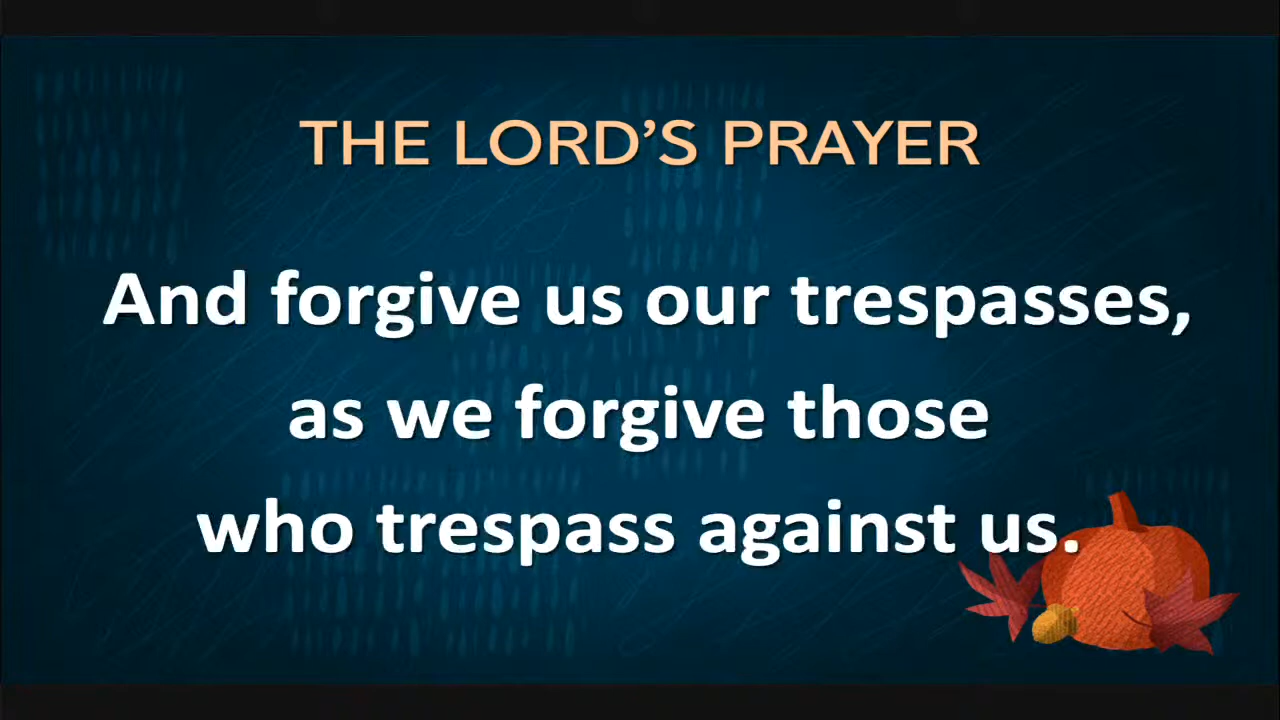 THE LORD’S PRAYER
And forgive us our trespasses,
as we forgive those
who trespass against us.